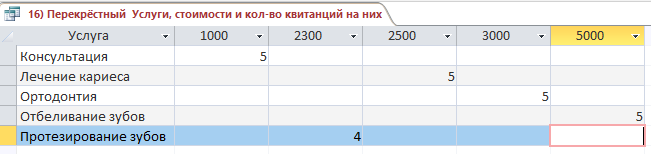 16) Перекрёстный Услуги, стоимости и кол-во квитанций на них
Услуга 1000 2300 2500 3000 5000
Консультация 5
Лечение кариеса 5
Ортодонтия 5
Отбеливание зубов 5
Протезирование зубов 4